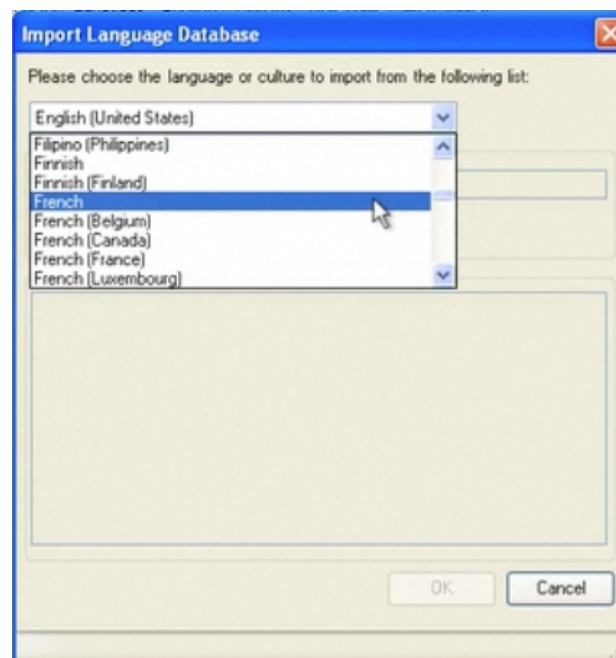 Import Language Database
Please choose the language or culture to import from the following list:
English (United States)
Filipino (Philippines)
Finnish
Finnish (Finland)
French
French (Belgium)
French (Canada)
French (France)
French (Luxembourg)
OK
Cancel